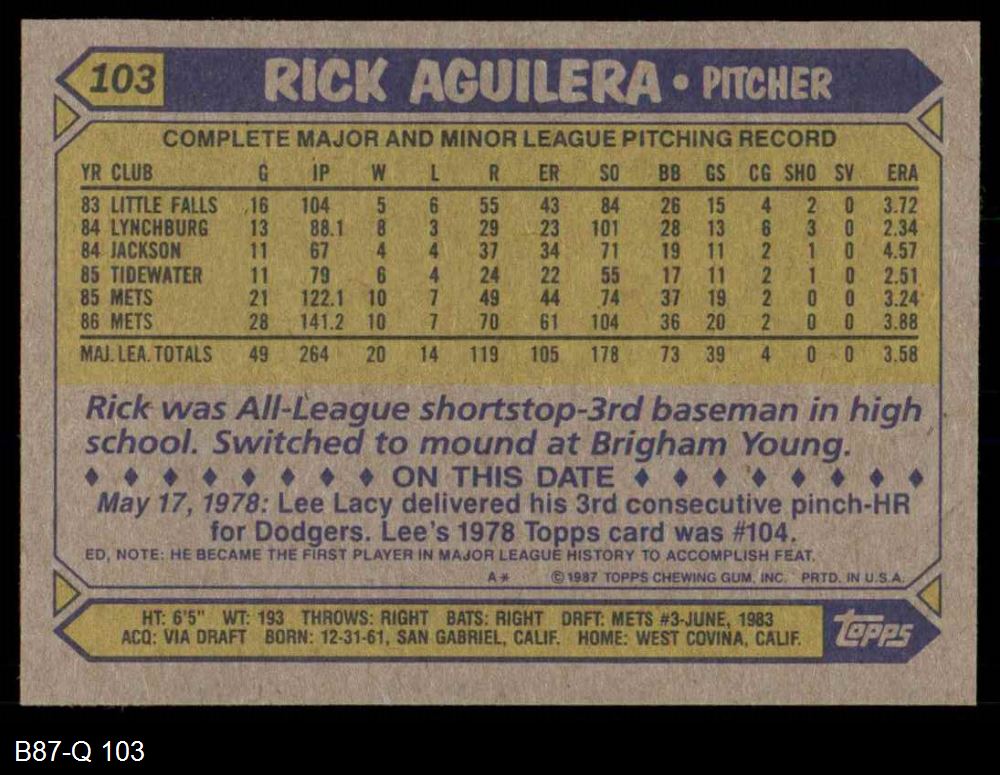 103 RICK AGUILERA • PITCHER
COMPLETE MAJOR AND MINOR LEAGUE PITCHING RECORD
YR CLUB G IP W L R ER SO BB GS CG SHO SV ERA
83 LITTLE FALLS 16 104 5 6 55 43 84 26 15 4 2 0 3.72
84 LYNCHBURG 13 88.1 8 3 29 23 101 28 13 6 3 0 2.34
84 JACKSON 11 67 4 4 37 34 71 19 11 2 1 0 4.57
85 TIDEWATER 11 79 6 4 24 22 55 17 11 2 1 0 2.51
85 METS 21 122.1 10 7 49 44 74 37 19 2 0 0 3.24
86 METS 28 141.2 10 7 70 61 104 36 20 2 0 0 3.88
MAJ. LEA. TOTALS 49 264 20 14 119 105 178 73 39 4 0 0 3.58
Rick was All-League shortstop-3rd baseman in high
school. Switched to mound at Brigham Young.
♦ ♦ ♦ ♦ ♦ ♦ ♦ ♦ ON THIS DATE ♦ ♦ ♦ ♦ ♦ ♦ ♦ ♦
May 17, 1978: Lee Lacy delivered his 3rd consecutive pinch-HR
for Dodgers. Lee's 1978 Topps card was #104.
ED, NOTE: HE BECAME THE FIRST PLAYER IN MAJOR LEAGUE HISTORY TO ACCOMPLISH FEAT.
A* © 1987 TOPPS CHEWING GUM, INC. PRTD. IN U.S.A.
HT: 6'5" WT: 193 THROWS: RIGHT BATS: RIGHT DRFT: METS #3-JUNE, 1983
ACQ: VIA DRAFT BORN: 12-31-61, SAN GABRIEL, CALIF. HOME: WEST COVINA, CALIF.
Topps
B87-Q 103